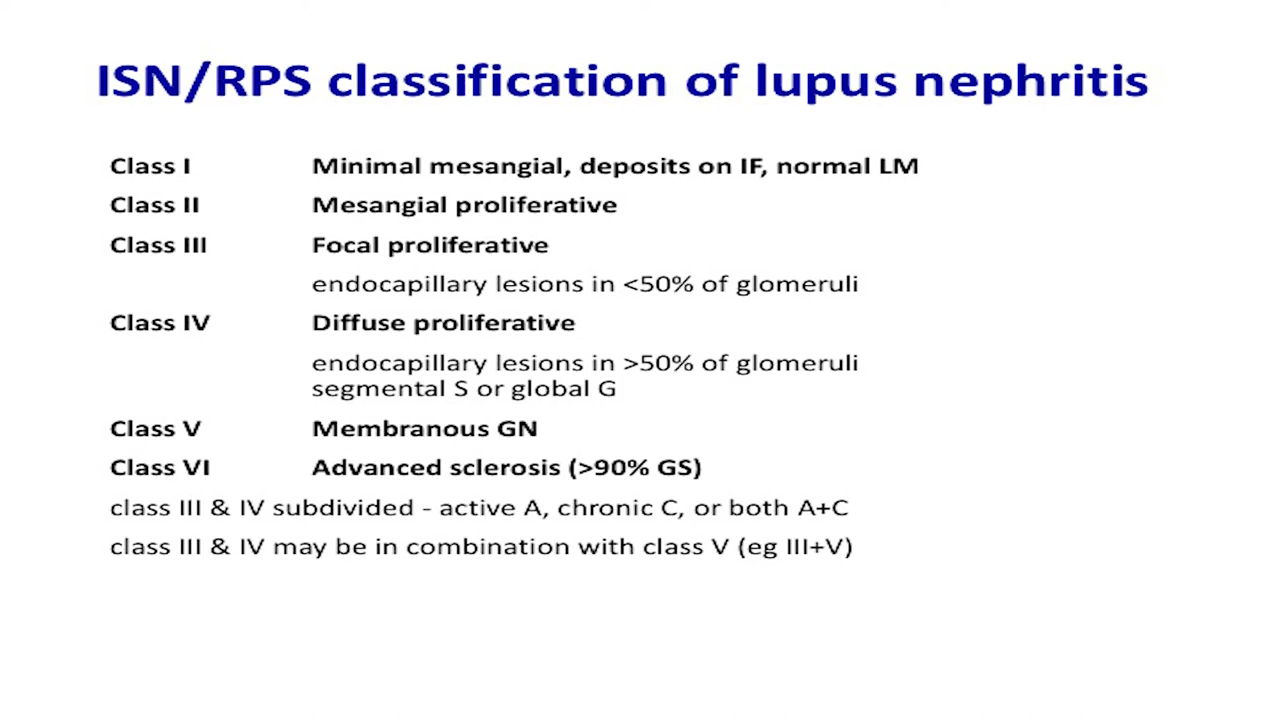 ISN/RPS classification of lupus nephritis
Class I Minimal mesangial, deposits on IF, normal LM
Class II Mesangial proliferative
Class III Focal proliferative
endocapillary lesions in <50% of glomeruli
Class IV Diffuse proliferative
endocapillary lesions in >50% of glomeruli
segmental S or global G
Class V Membranous GN
Class VI Advanced sclerosis (>90% GS)
class III & IV subdivided - active A, chronic C, or both A+C
class III & IV may be in combination with class V (eg III+V)